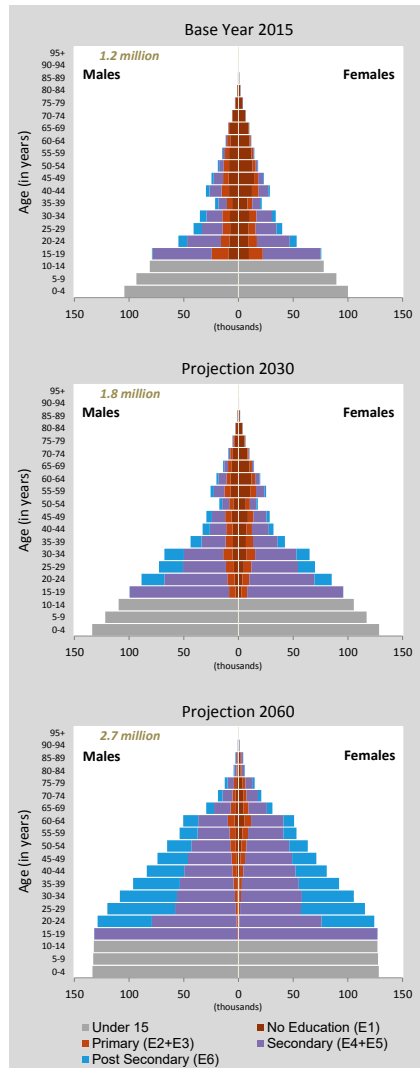 Base Year 2015
1.2 million
Males
Females
Age (in years)
95+
90-94
85-89
80-84
75-79
70-74
65-69
60-64
55-59
50-54
45-49
40-44
35-39
30-34
25-29
20-24
15-19
10-14
5-9
0-4
150 100 50 0 50 100 150
(thousands)
Projection 2030
1.8 million
Males
Females
Age (in years)
95+
90-94
85-89
80-84
75-79
70-74
65-69
60-64
55-59
50-54
45-49
40-44
35-39
30-34
25-29
20-24
15-19
10-14
5-9
0-4
150 100 50 0 50 100 150
(thousands)
Projection 2060
2.7 million
Males
Females
Age (in years)
95+
90-94
85-89
80-84
75-79
70-74
65-69
60-64
55-59
50-54
45-49
40-44
35-39
30-34
25-29
20-24
15-19
10-14
5-9
0-4
150 100 50 0 50 100 150
(thousands)
Under 15
No Education (E1)
Primary (E2+E3)
Secondary (E4+E5)
Post Secondary (E6)